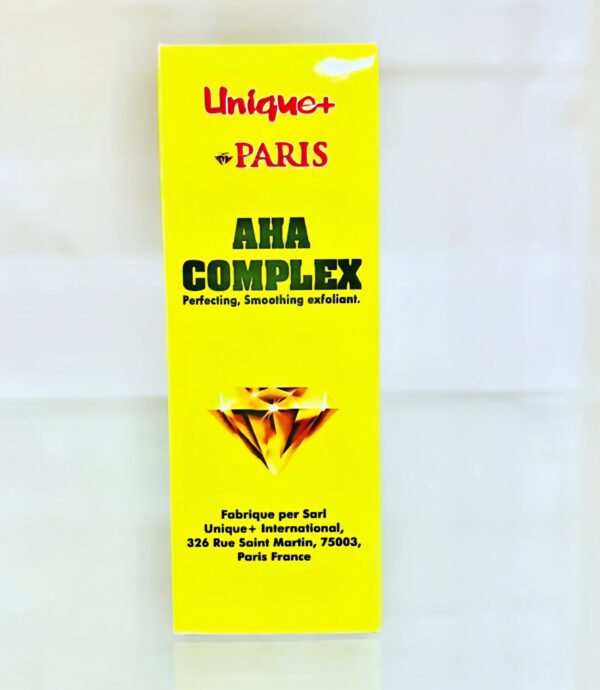 Unique+
PARIS
AHA
COMPLEX
Perfecting, Smoothing exfoliant.
Fabrique per Sarl
Unique+ International,
326 Rue Saint Martin, 75003,
Paris France